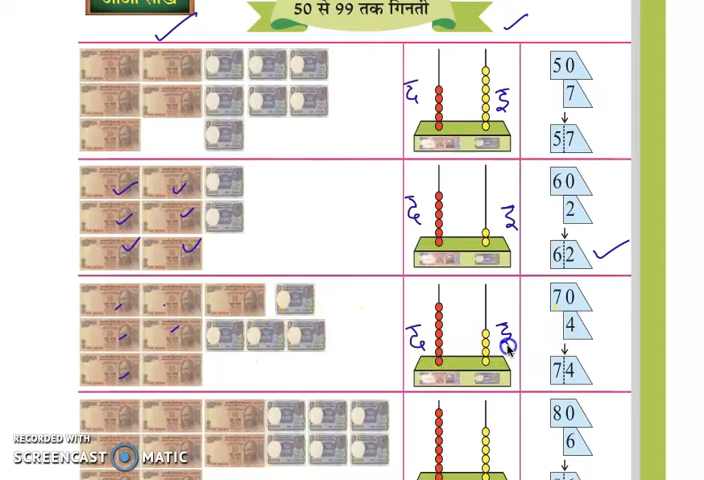 आओ सीखें
50 से 99 तक गिनती
द इ
50
7
57
द इ
60
2
62
द इ
70
4
74
80
6
RECORDED WITH
SCREENCAST MATIC